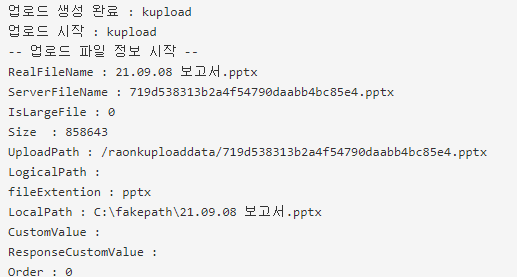 업로드 생성 완료 : kupload
업로드 시작 : kupload
-- 업로드 파일 정보 시작 --
RealFileName : 21.09.08 보고서.pptx
ServerFileName : 719d538313b2a4f54790daabb4bc85e4.pptx
IsLargeFile : 0
Size  : 858643
UploadPath : /raonkuploaddata/719d538313b2a4f54790daabb4bc85e4.pptx
LogicalPath :
fileExtention : pptx
LocalPath : C:\fakepath\21.09.08 보고서.pptx
CustomValue :
ResponseCustomValue :
Order : 0